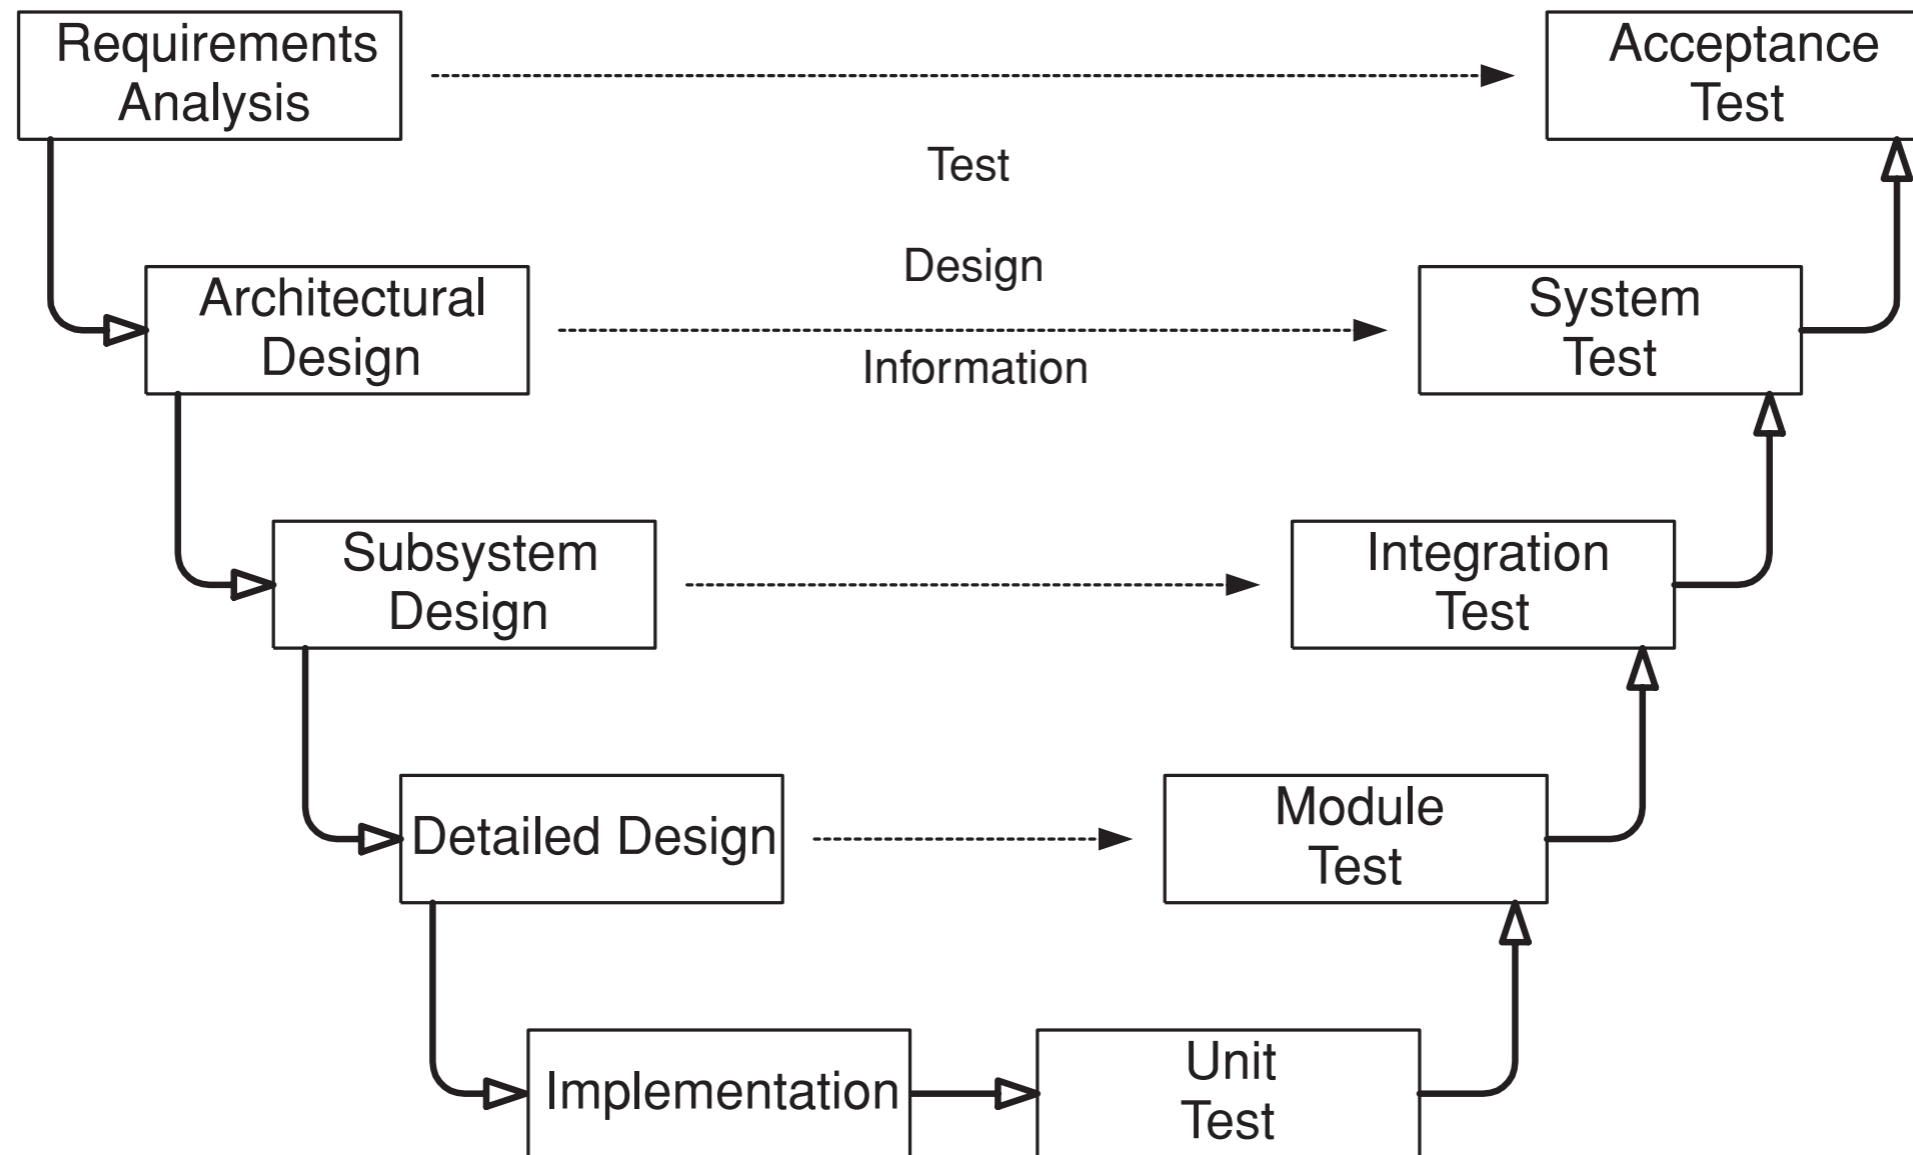 Requirements
Analysis
Acceptance
Test
Test
Design
Information
Architectural
Design
System
Test
Subsystem
Design
Integration
Test
Detailed Design
Module
Test
Implementation
Unit
Test